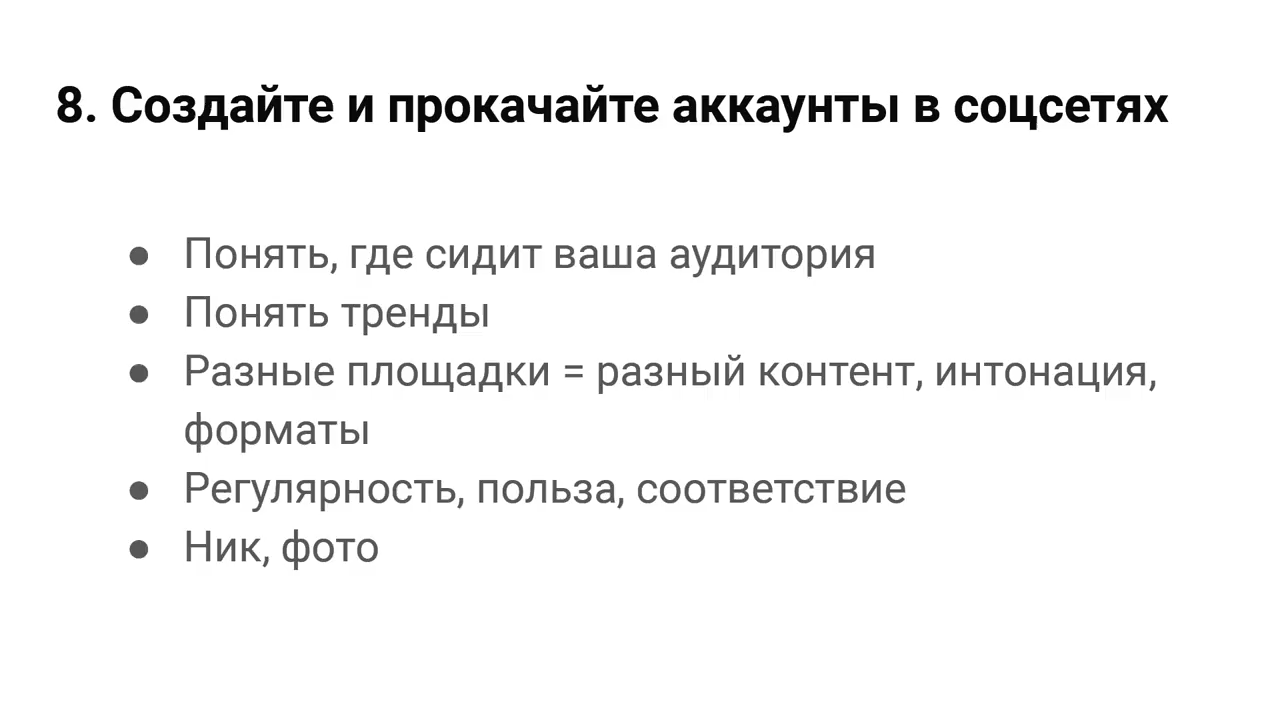 8. Создайте и прокачайте аккаунты в соцсетях
● Понять, где сидит ваша аудитория
● Понять тренды
● Разные площадки = разный контент, интонация,
форматы
● Регулярность, польза, соответствие
● Ник, фото